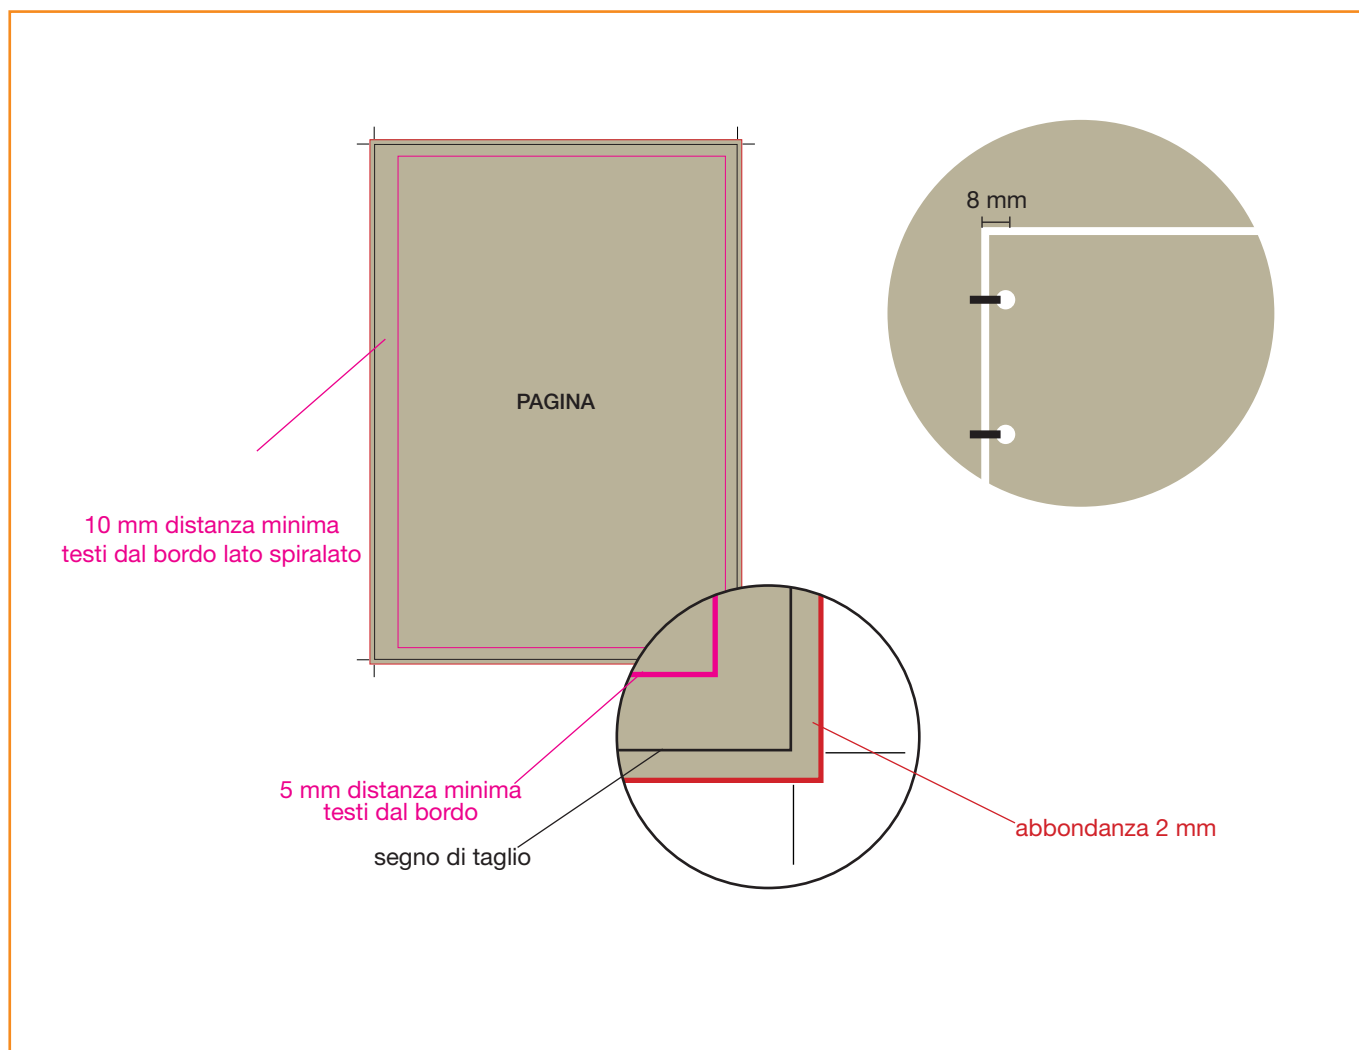 8 mm
PAGINA
10 mm distanza minima
testi dal bordo lato spiralato
5 mm distanza minima
testi dal bordo
segno di taglio
abbondanza 2 mm